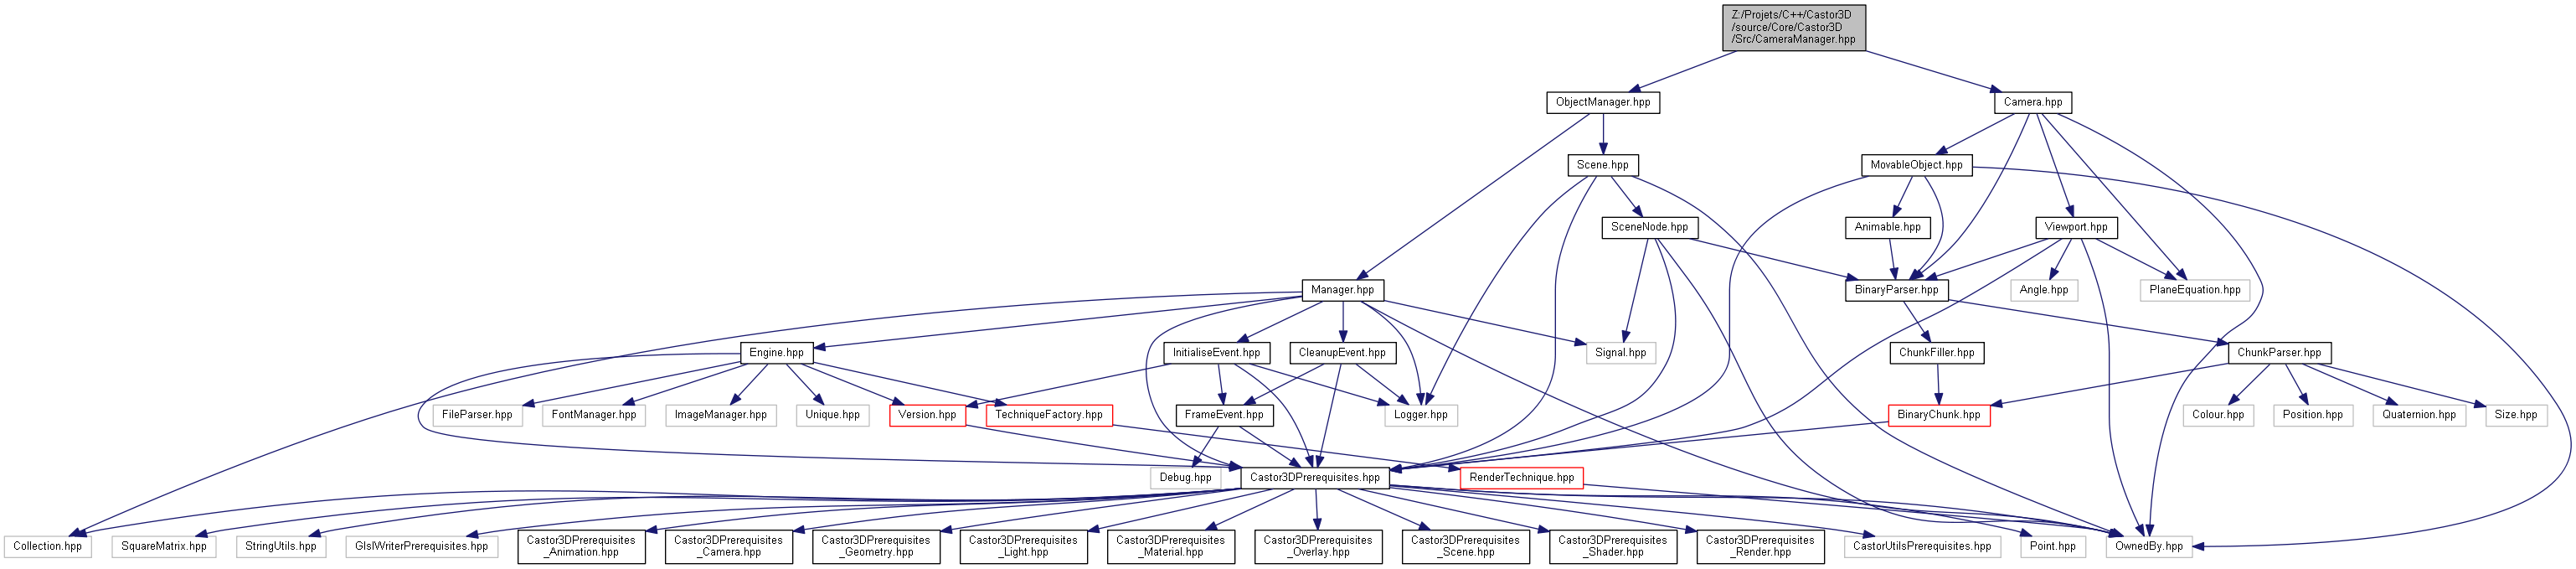 Z:/Projets/C++/Castor3D
/source/Core/Castor3D
/Src/CameraManager.hpp
ObjectManager.hpp
Camera.hpp
Scene.hpp
MovableObject.hpp
SceneNode.hpp
Animable.hpp
Viewport.hpp
Manager.hpp
BinaryParser.hpp
Angle.hpp
PlaneEquation.hpp
Engine.hpp
InitialiseEvent.hpp
CleanupEvent.hpp
Signal.hpp
ChunkFiller.hpp
ChunkParser.hpp
FileParser.hpp
FontManager.hpp
ImageManager.hpp
Unique.hpp
Version.hpp
TechniqueFactory.hpp
FrameEvent.hpp
Logger.hpp
BinaryChunk.hpp
Colour.hpp
Position.hpp
Quaternion.hpp
Size.hpp
Debug.hpp
Castor3DPrerequisites.hpp
RenderTechnique.hpp
Collection.hpp
SquareMatrix.hpp
StringUtils.hpp
GlslWriterPrerequisites.hpp
Castor3DPrerequisites
_Animation.hpp
Castor3DPrerequisites
_Camera.hpp
Castor3DPrerequisites
_Geometry.hpp
Castor3DPrerequisites
_Light.hpp
Castor3DPrerequisites
_Material.hpp
Castor3DPrerequisites
_Overlay.hpp
Castor3DPrerequisites
_Scene.hpp
Castor3DPrerequisites
_Shader.hpp
Castor3DPrerequisites
_Render.hpp
CastorUtilsPrerequisites.hpp
Point.hpp
OwnedBy.hpp